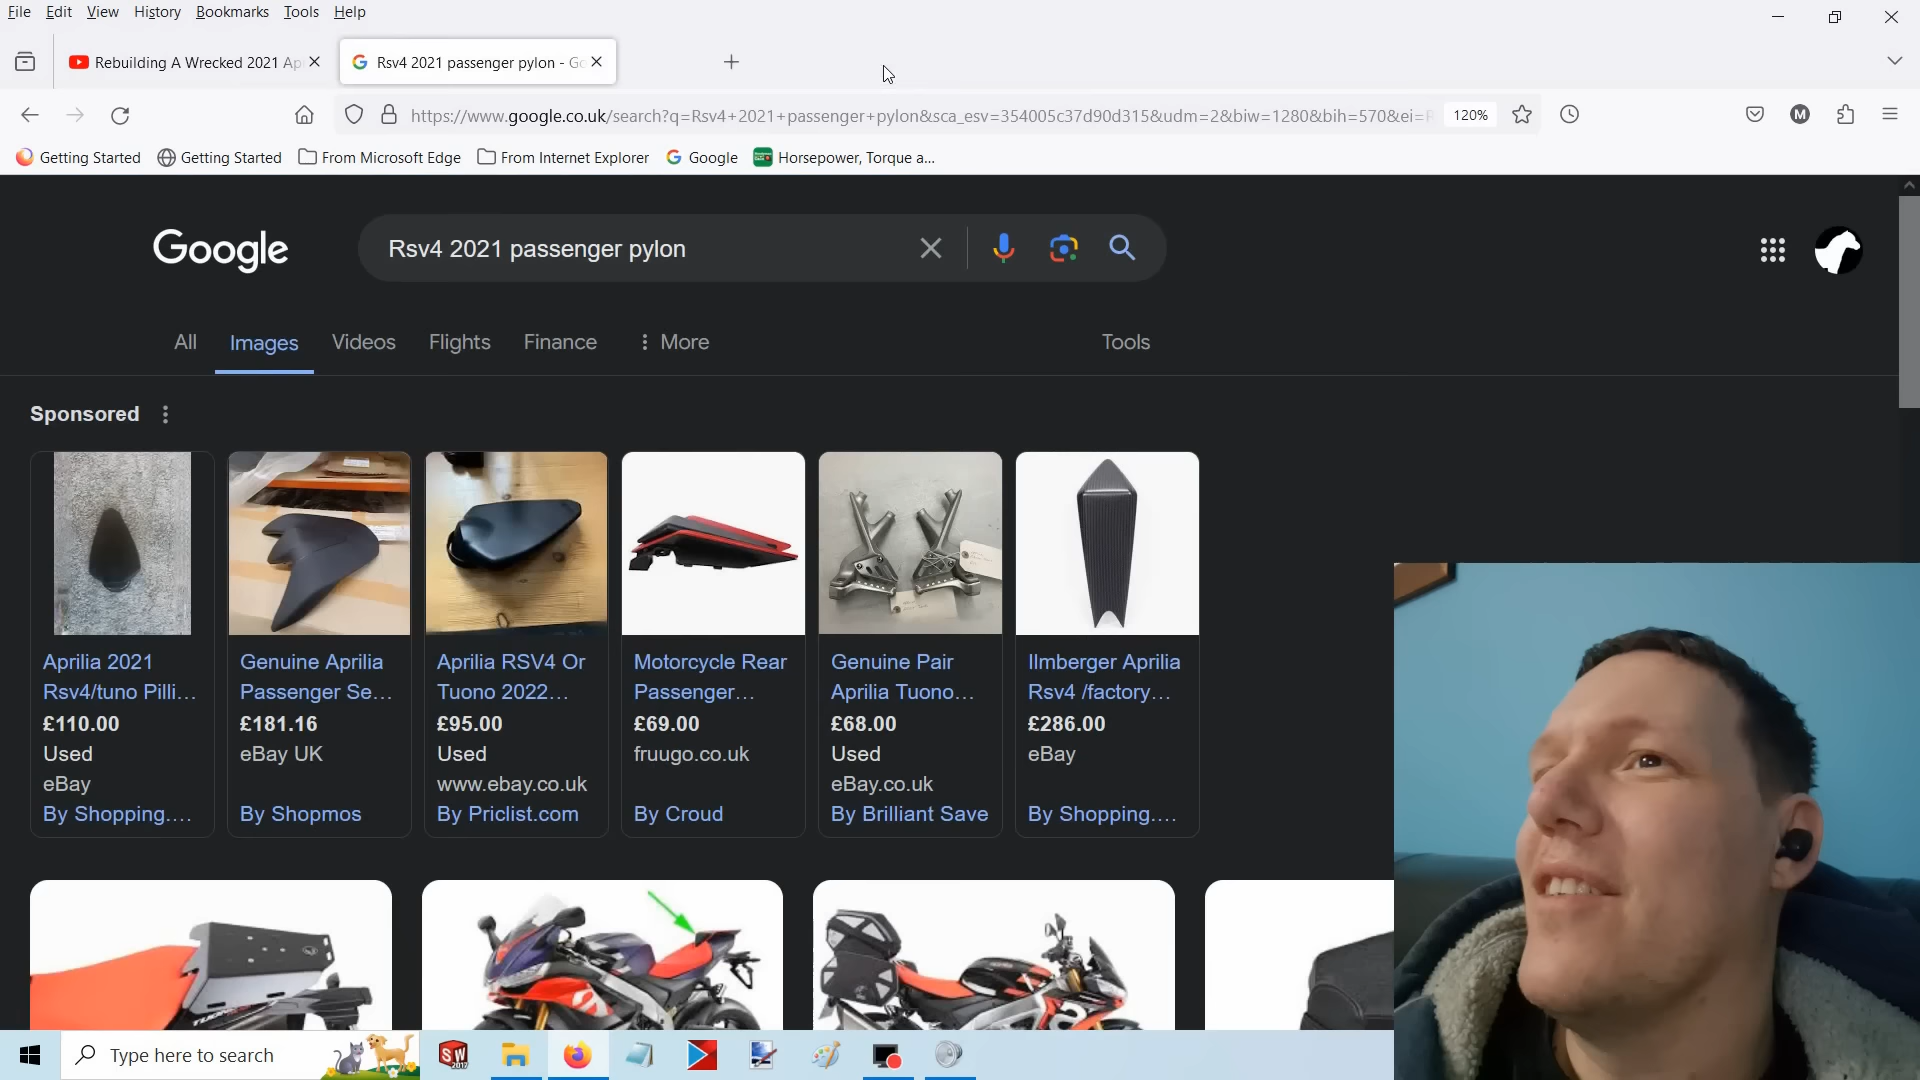 File Edit View History Bookmarks Tools Help
Rebuilding A Wrecked 2021 Ap
Rsv4 2021 passenger pylon - Go
https://www.google.co.uk/search?q=Rsv4+2021+passenger+pylon&sca_esv=354005c37d90d315&udm=2&biw=1280&bih=570&ei=R
120%
M
Getting Started
Getting Started
From Microsoft Edge
From Internet Explorer
Google
Horsepower, Torque a...
Google
Rsv4 2021 passenger pylon
All Images Videos Flights Finance More Tools
Sponsored
Aprilia 2021
Rsv4/tuno Pilli...
£110.00
Used
eBay
By Shopping....
Genuine Aprilia
Passenger Se...
£181.16
eBay UK
By Shopmos
Aprilia RSV4 Or
Tuono 2022...
£95.00
Used
www.ebay.co.uk
By Priclist.com
Motorcycle Rear
Passenger...
£69.00
fruugo.co.uk
By Croud
Genuine Pair
Aprilia Tuono...
£68.00
Used
eBay.co.uk
By Brilliant Save
Ilmberger Aprilia
Rsv4 /factory...
£286.00
eBay
By Shopping....
Type here to search
SW
2017